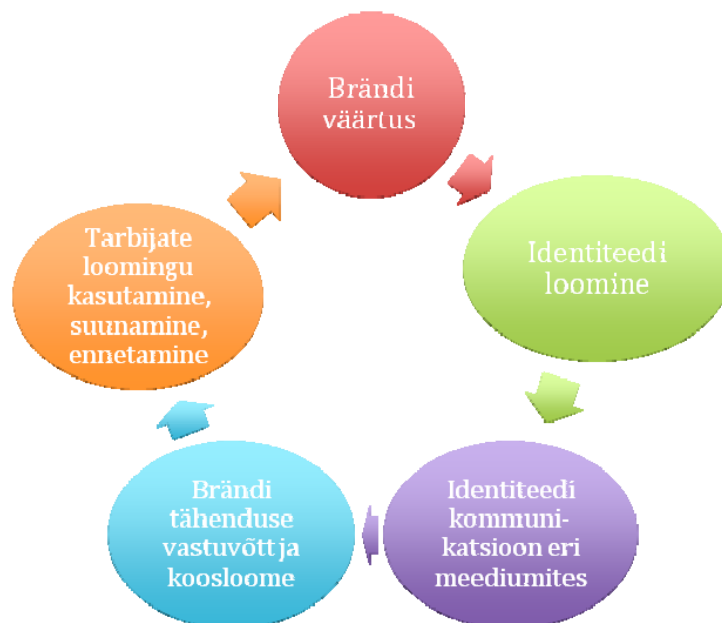 Brändi
väärtus
Identiteedi
loomine
Identiteedi
kommuni-
katsioon eri
meediumites
Brändi
tähenduse
vastuvõtt ja
koosloome
Tarbijate
loomingu
kasutamine,
suunamine,
ennetamine